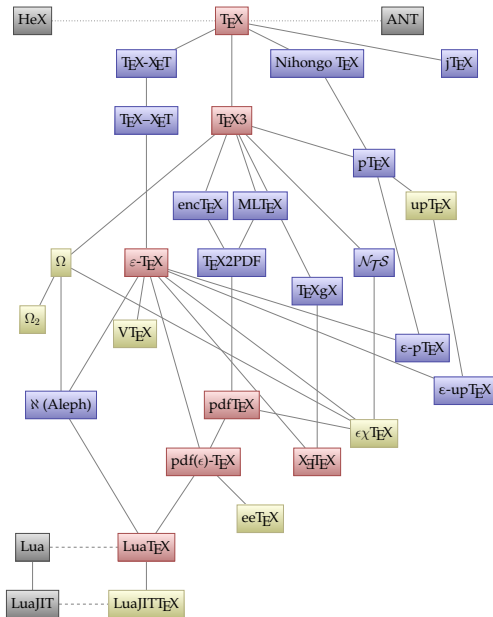 HeX
TEX
ANT
TEX-XET
Nihongo TEX
jTEX
TEX--XET
TEX3
pTEX
encTEX
MLTEX
upTEX
Ω
ε-TEX
TEX2PDF
NTS
TEXgX
Ω2
VTEX
ε-pTEX
ε-upTEX
ℵ (Aleph)
pdfTEX
ϵχTEX
pdf(ϵ)-TEX
XƎTEX
eeTEX
Lua
LuaTEX
LuaJIT
LuaJITTEX